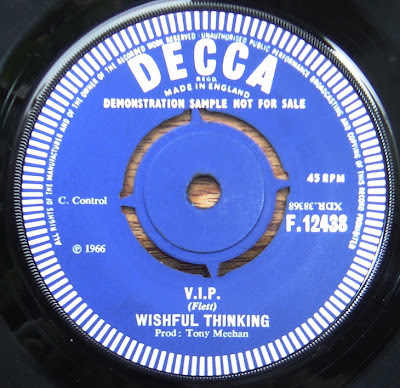 ALL RIGHTS OF THE MANUFACTURER AND OF THE OWNER OF THE RECORDED WORK RESERVED · UNAUTHORISED PUBLIC PERFORMANCE BROADCASTING AND COPYING OF THIS RECORD PROHIBITED
DECCA
REGD.
MADE IN ENGLAND
DEMONSTRATION SAMPLE NOT FOR SALE
45 RPM
C. Control
XDR.38368
F.12438
℗ 1966
V.I.P.
(Flett)
WISHFUL THINKING
Prod: Tony Meehan